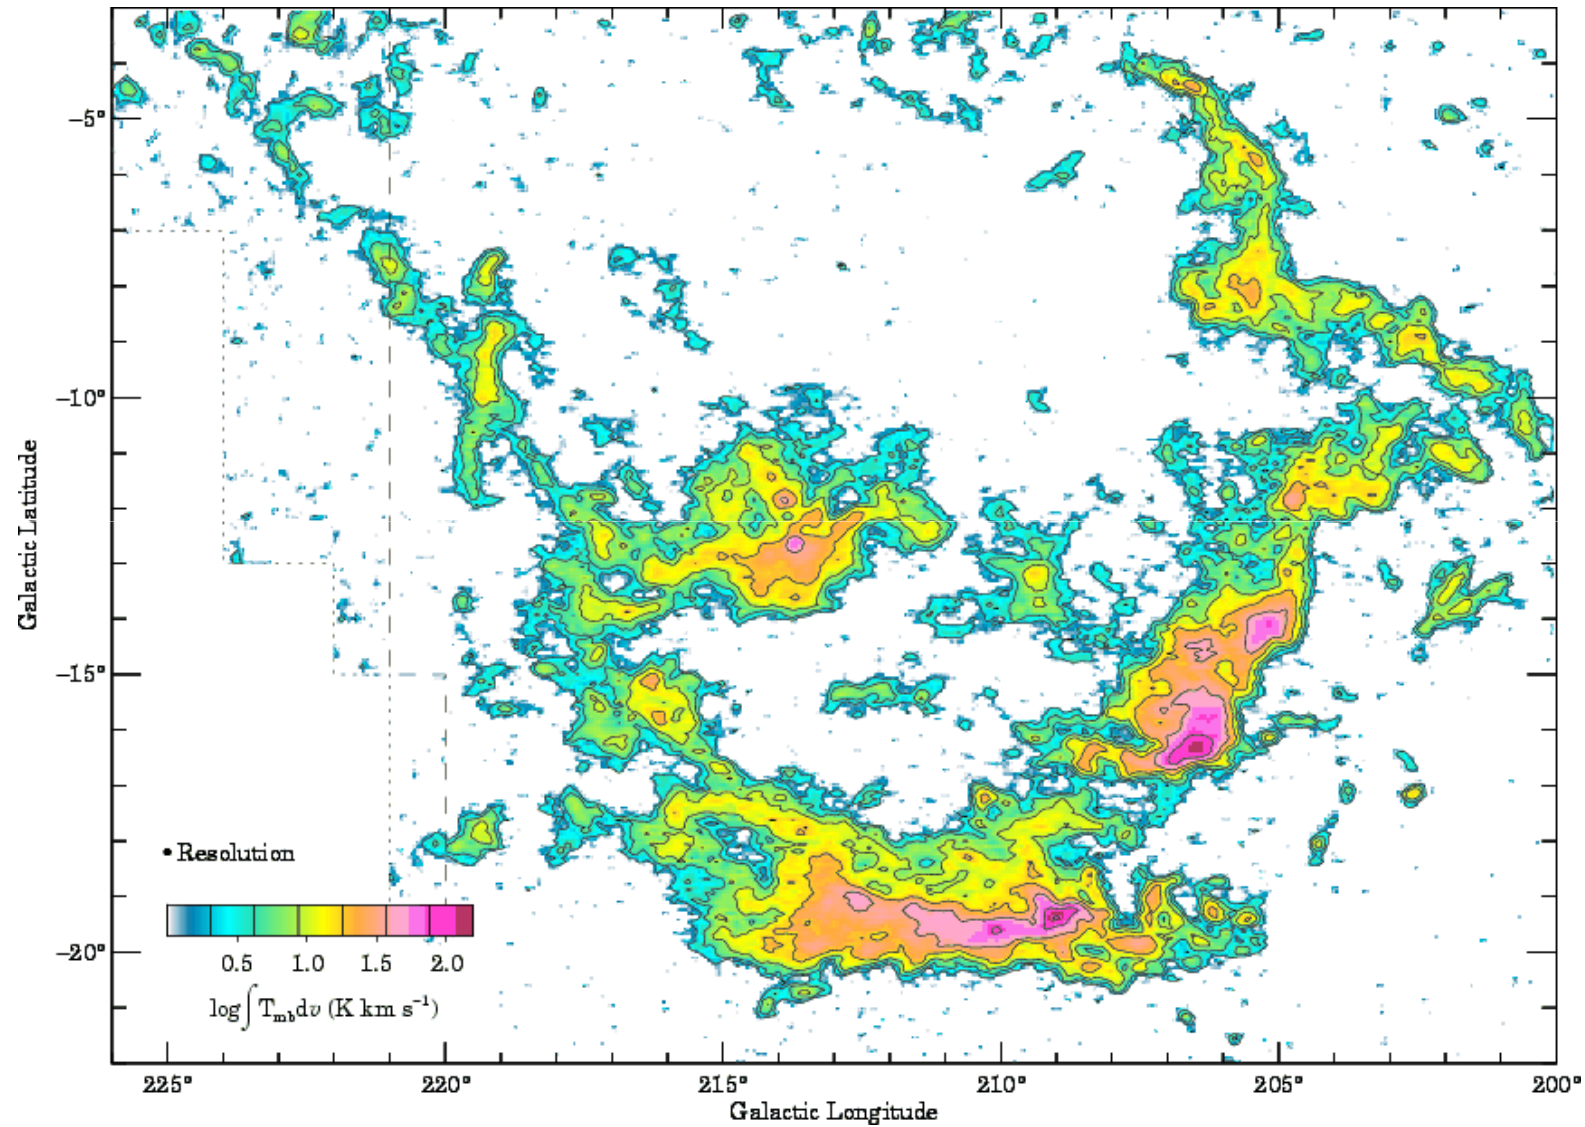 −5°
−10°
−15°
−20°
Galactic Latitude
Resolution
0.5 1.0 1.5 2.0
log∫T_mb dv (K km s⁻¹)
225° 220° 215° 210° 205° 200°
Galactic Longitude